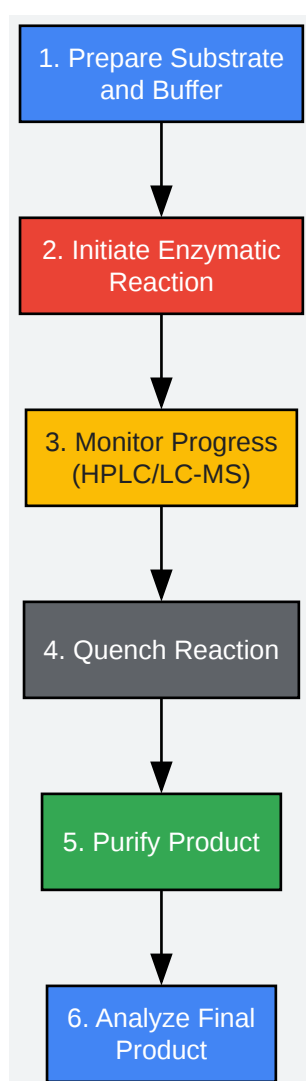 1. Prepare Substrate
and Buffer
2. Initiate Enzymatic
Reaction
3. Monitor Progress
(HPLC/LC-MS)
4. Quench Reaction
5. Purify Product
6. Analyze Final
Product